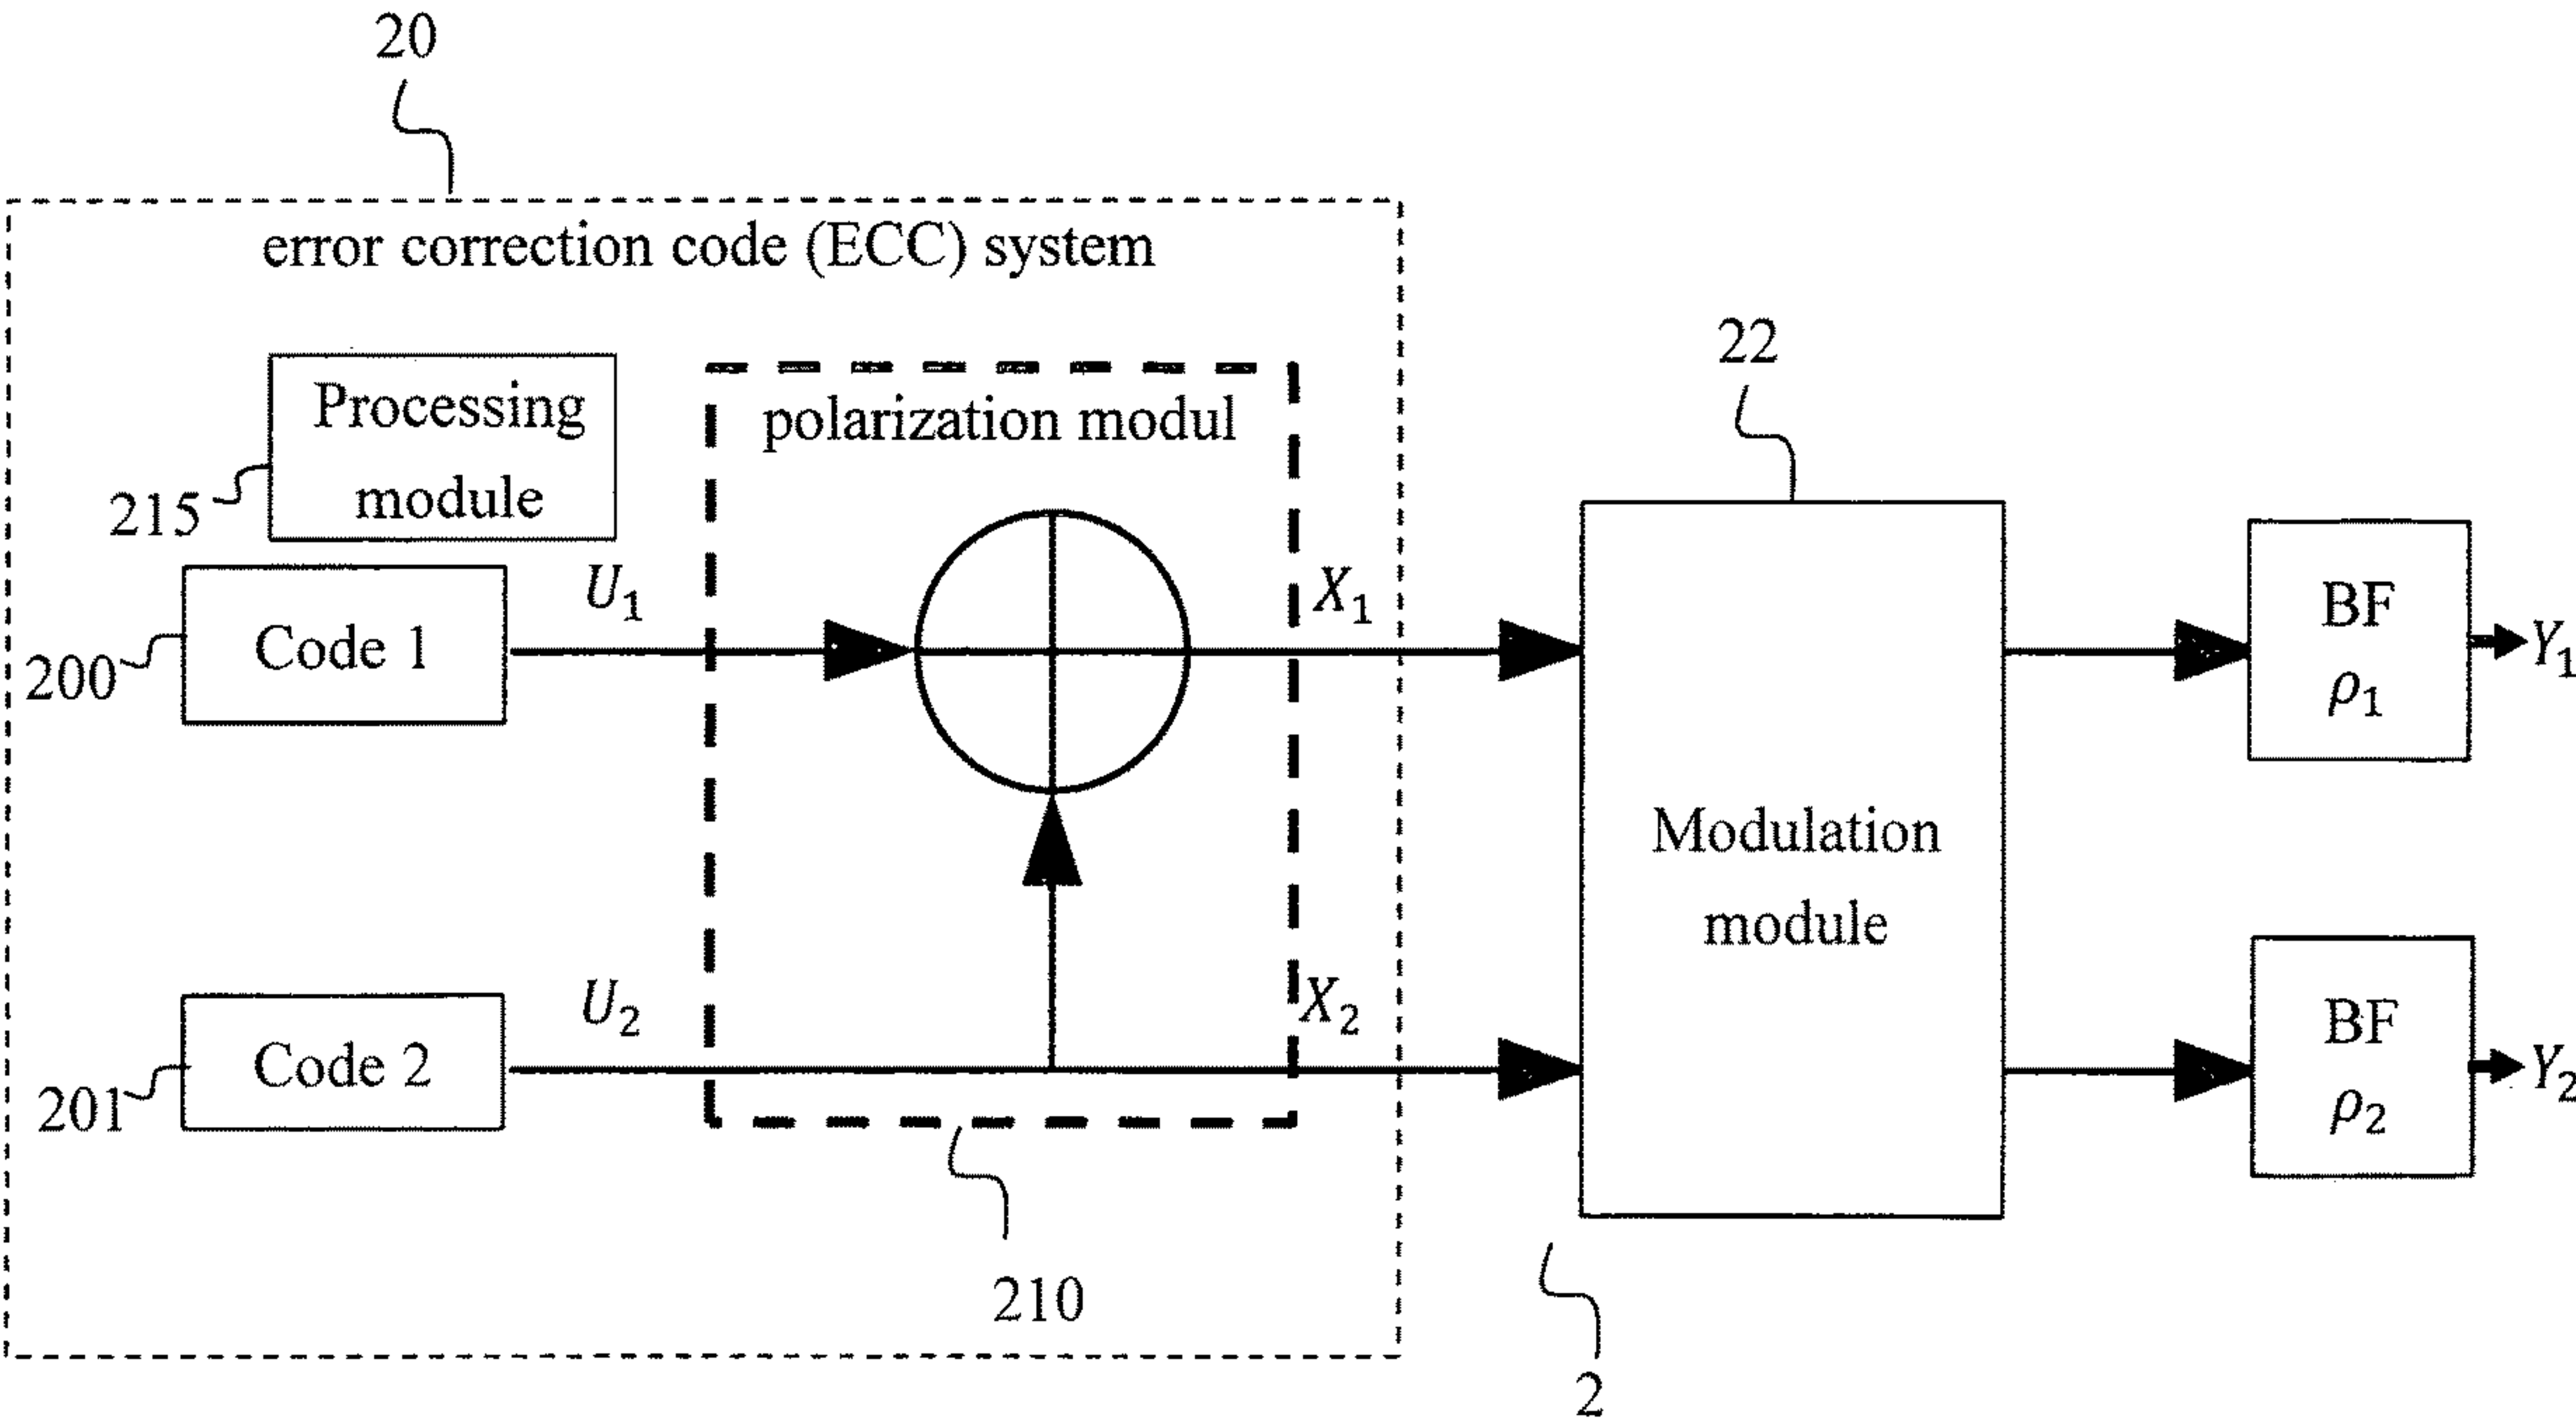 20
error correction code (ECC) system
Processing
module
215
polarization modul
22
U₁
X₁
Code 1
200
BF
ρ₁
Y₁
Modulation
module
U₂
X₂
Code 2
201
BF
ρ₂
Y₂
210
2